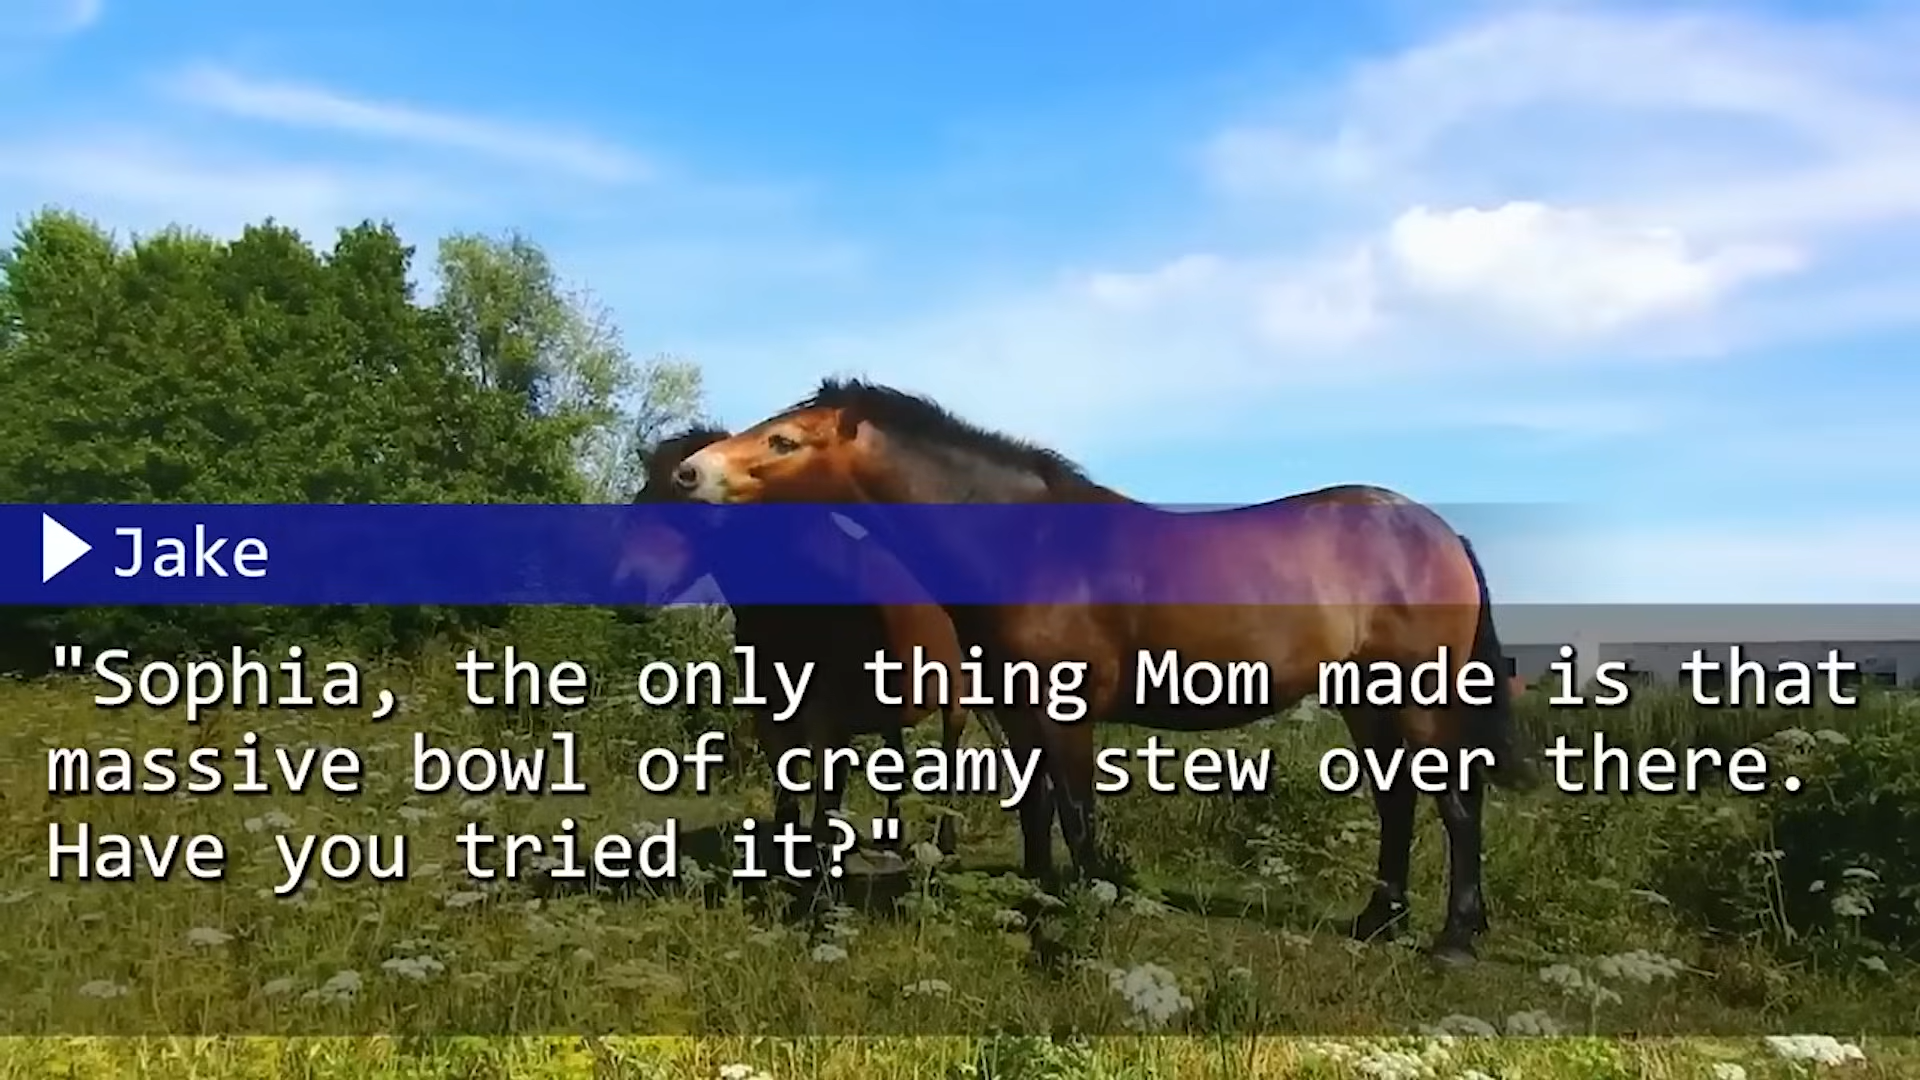 Jake
"Sophia, the only thing Mom made is that
massive bowl of creamy stew over there.
Have you tried it?"